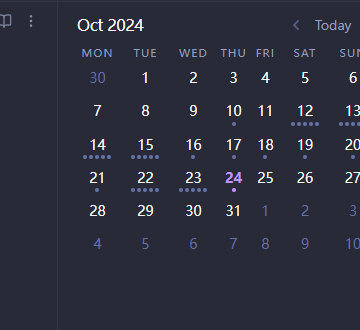 Oct 2024 Today
MON TUE WED THU FRI SAT SUN
30 1 2 3 4 5 6
7 8 9 10 11 12 13
14 15 16 17 18 19 20
21 22 23 24 25 26 27
28 29 30 31 1 2 3
4 5 6 7 8 9 10